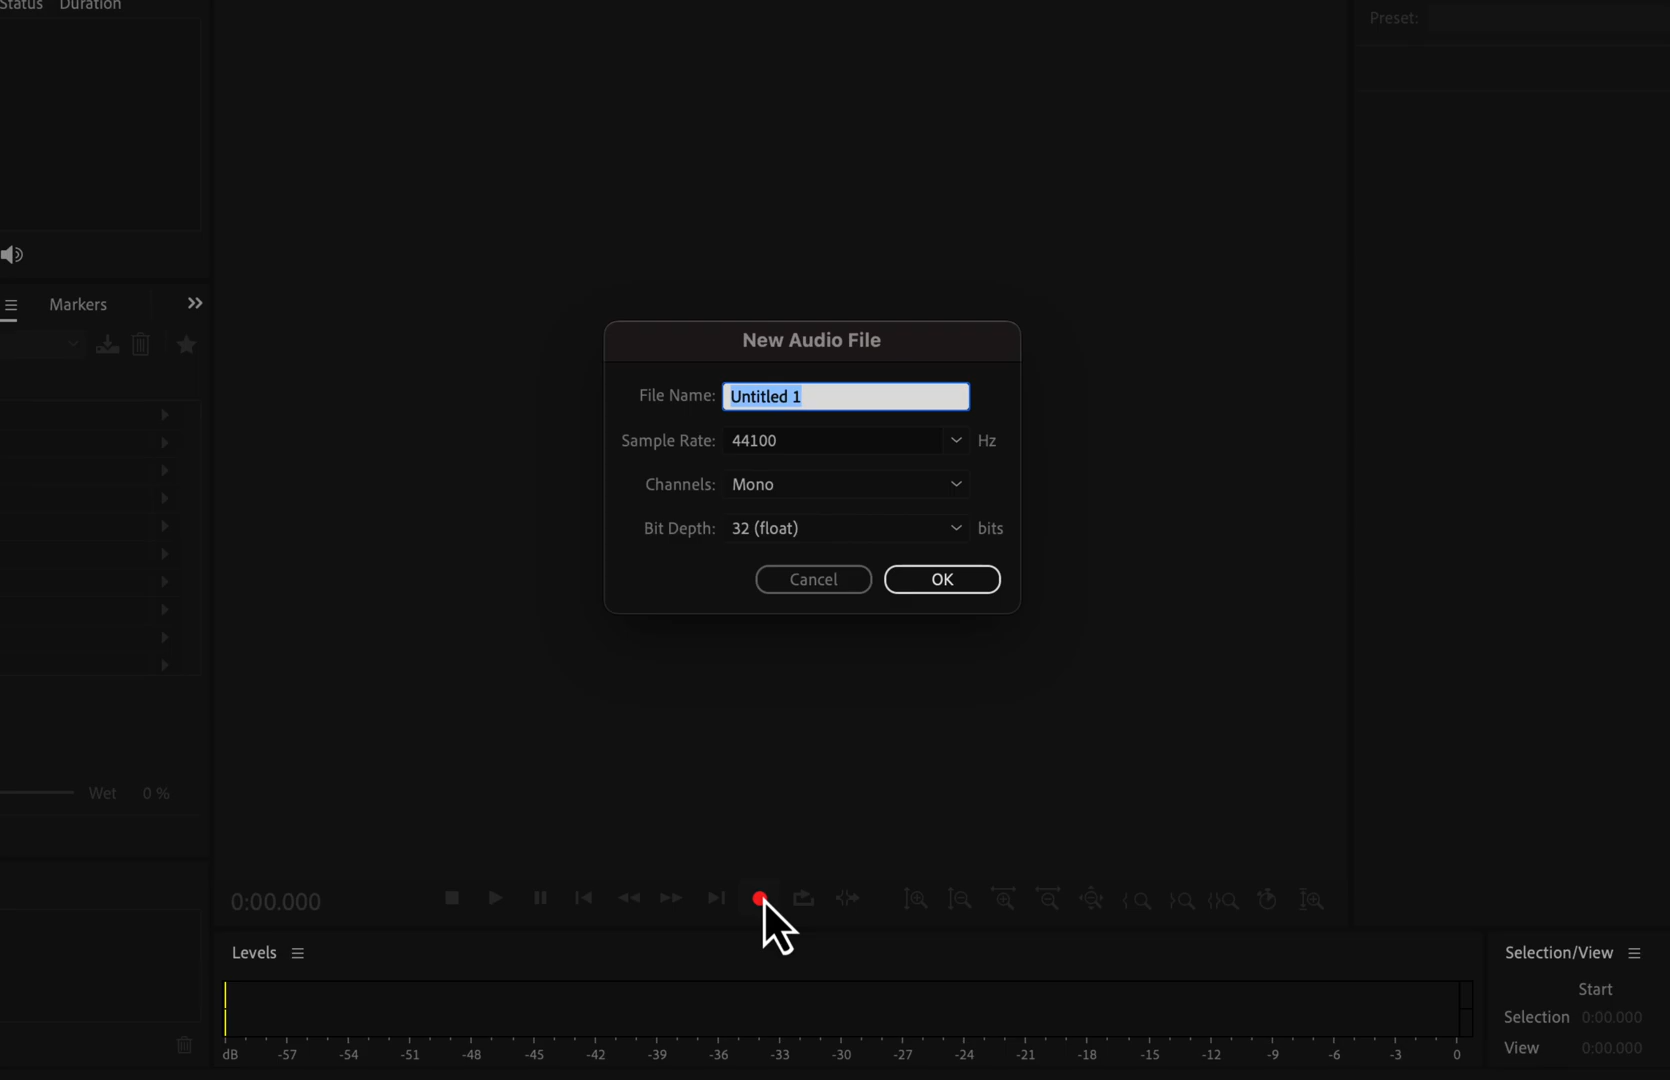 Status Duration
Preset:
Markers
New Audio File
File Name: Untitled 1
Sample Rate: 44100 Hz
Channels: Mono
Bit Depth: 32 (float) bits
Cancel OK
Wet 0 %
0:00.000
Levels
Selection/View
Start
Selection 0:00.000
View 0:00.000
dB -57 -54 -51 -48 -45 -42 -39 -36 -33 -30 -27 -24 -21 -18 -15 -12 -9 -6 -3 0